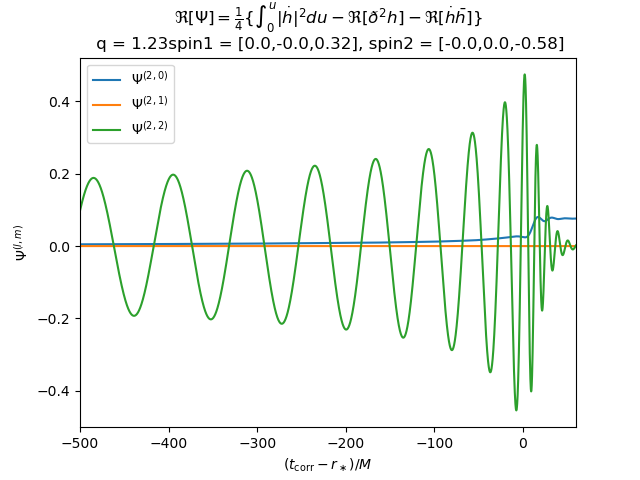 ℜ[Ψ] = 1/4{∫₀ᵘ|ḣ|²du − ℜ[ð̄²h] − ℜ[ḣh̄]}
q = 1.23spin1 = [0.0,-0.0,0.32], spin2 = [-0.0,0.0,-0.58]
Ψ^(2,0)
Ψ^(2,1)
Ψ^(2,2)
0.4
0.2
0.0
−0.2
−0.4
Ψ^(l,m)
−500
−400
−300
−200
−100
0
(t_corr − r_*)/M